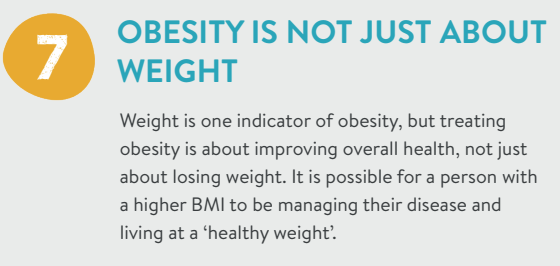 7
OBESITY IS NOT JUST ABOUT
WEIGHT
Weight is one indicator of obesity, but treating
obesity is about improving overall health, not just
about losing weight. It is possible for a person with
a higher BMI to be managing their disease and
living at a ‘healthy weight’.